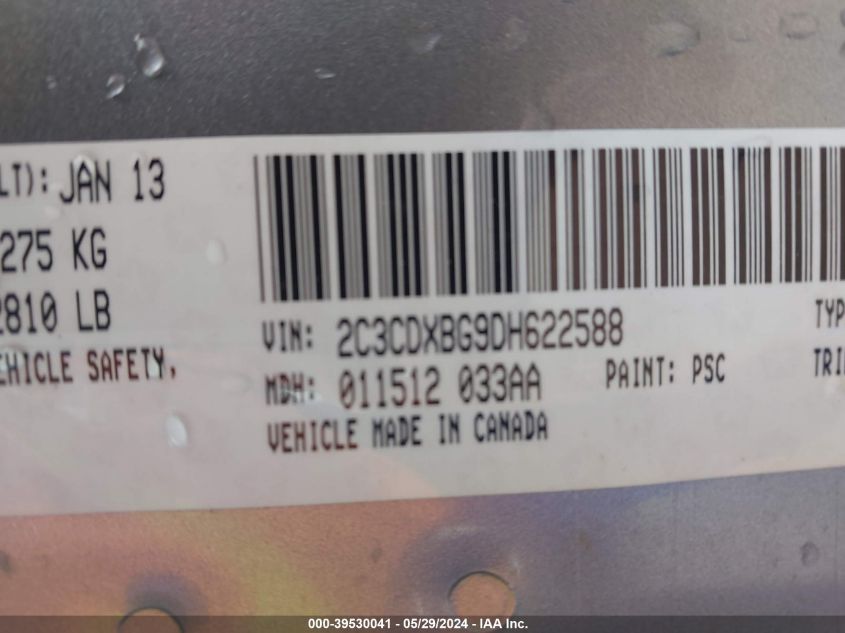 LT): JAN 13
275 KG
2810 LB
EHICLE SAFETY,
VIN: 2C3CDXBG9DH622588
MDH: 011512 033AA
PAINT: PSC
VEHICLE MADE IN CANADA
TYP
TRI
000-39530041 - 05/29/2024 - IAA Inc.